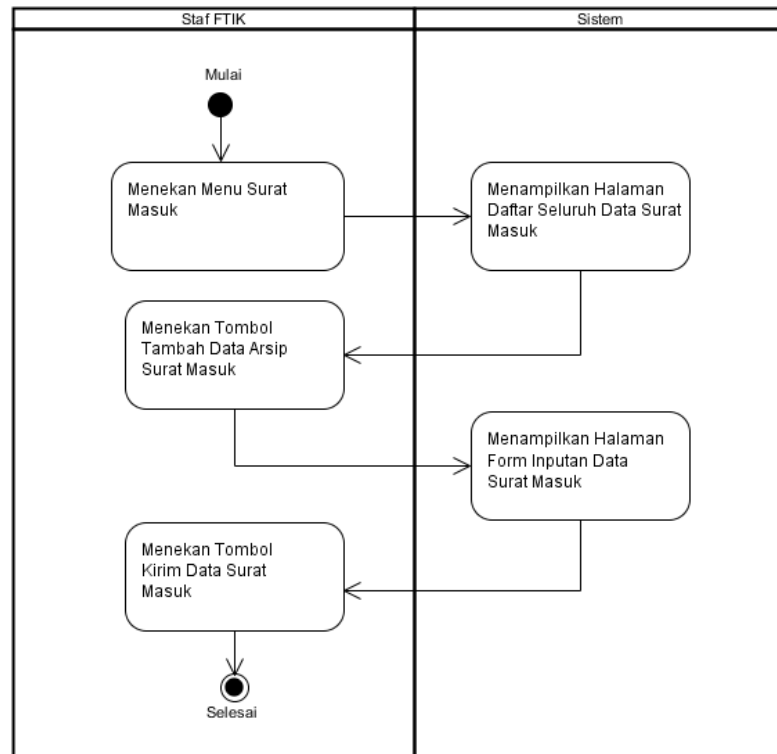 Staf FTIK
Sistem
Mulai
Menekan Menu Surat
Masuk
Menampilkan Halaman
Daftar Seluruh Data Surat
Masuk
Menekan Tombol
Tambah Data Arsip
Surat Masuk
Menampilkan Halaman
Form Inputan Data
Surat Masuk
Menekan Tombol
Kirim Data Surat
Masuk
Selesai